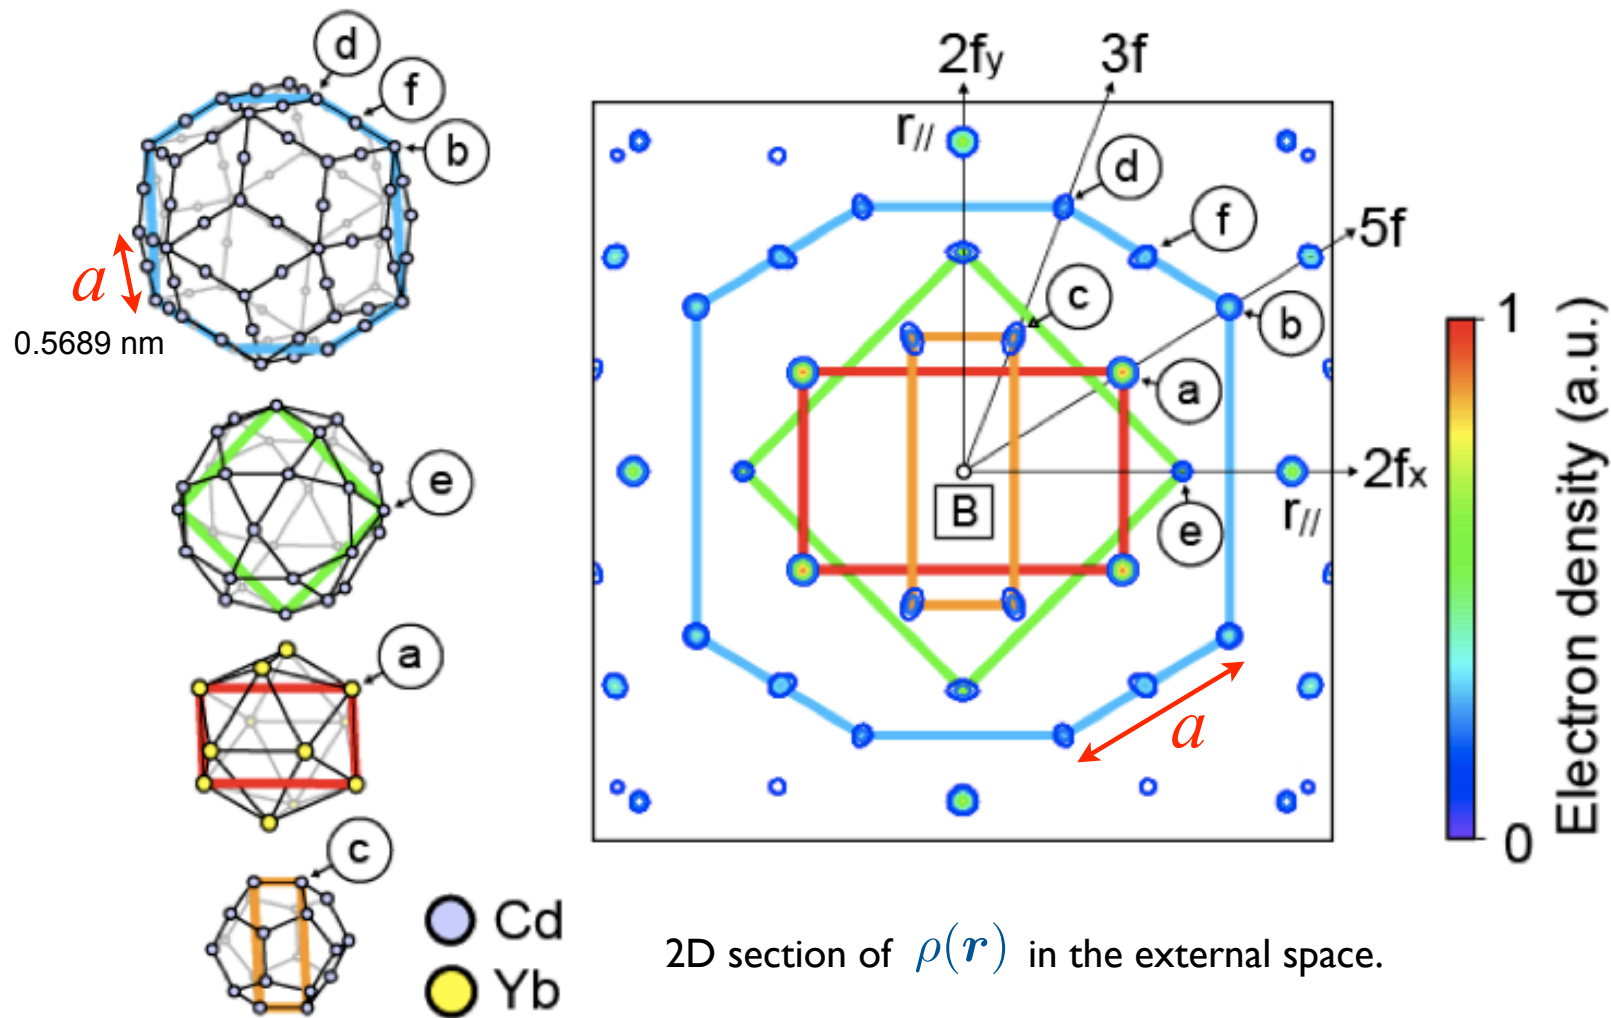 d
f
b
a
0.5689 nm
e
a
c
Cd
Yb
2fy
3f
r//
d
f
5f
c
b
a
2fx
B
r//
e
a
1
0
Electron density (a.u.)
2D section of ρ(r) in the external space.